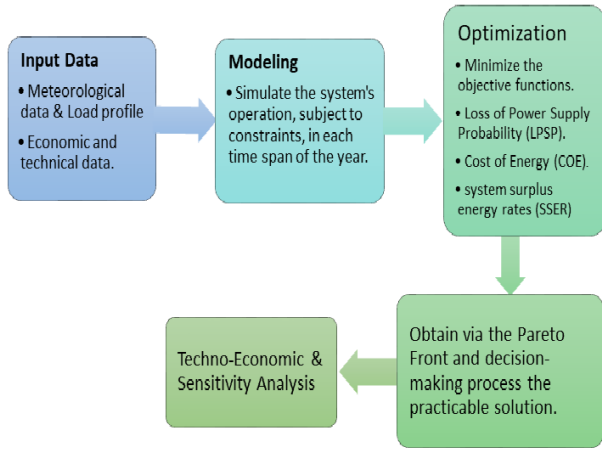 Input Data
• Meteorological
data & Load profile
• Economic and
technical data.
Modeling
• Simulate the system's
operation, subject to
constraints, in each
time span of the year.
Optimization
• Minimize the
objective functions.
• Loss of Power Supply
Probability (LPSP).
• Cost of Energy (COE).
• system surplus
energy rates (SSER)
Obtain via the Pareto
Front and decision-
making process the
practicable solution.
Techno-Economic &
Sensitivity Analysis